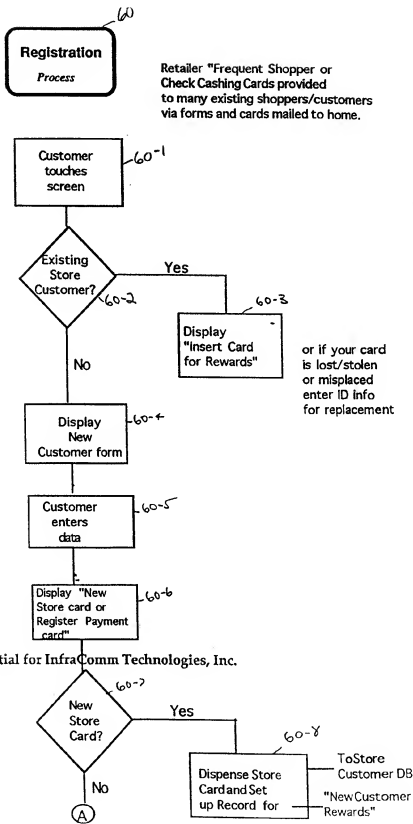 60
Registration
Process
Retailer "Frequent Shopper or
Check Cashing Cards provided
to many existing shoppers/customers
via forms and cards mailed to home.
60-1
Customer
touches
screen
Existing
Store
Customer?
60-2
Yes
60-3
Display
"Insert Card
for Rewards"
or if your card
is lost/stolen
or misplaced
enter ID info
for replacement
No
Display
New
Customer form
60-4
Customer
enters
data
60-5
Display "New
Store card or
Register Payment
card"
60-6
tial for InfraComm Technologies, Inc.
60-7
New
Store
Card?
Yes
60-8
Dispense Store
Card and Set
up Record for
ToStore
Customer DB
"NewCustomer
Rewards"
No
A